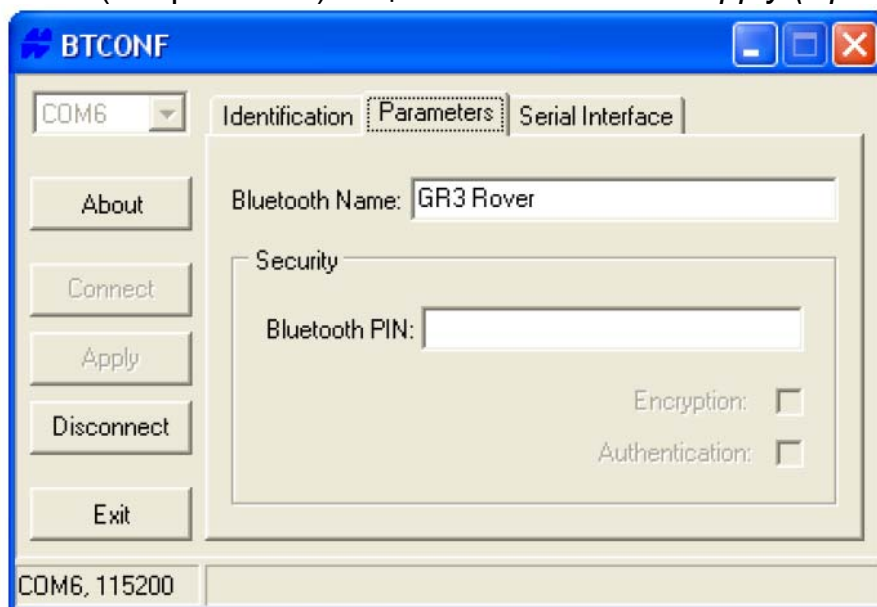 BTCONF
COM6
Identification
Parameters
Serial Interface
About
Bluetooth Name: GR3 Rover
Security
Connect
Bluetooth PIN:
Apply
Encryption:
Disconnect
Authentication:
Exit
COM6, 115200